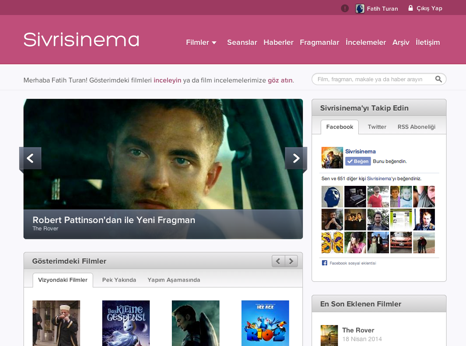 Fatih Turan
Çıkış Yap
Sivrisinema
Filmler
Seanslar
Haberler
Fragmanlar
İncelemeler
Arşiv
İletişim
Merhaba Fatih Turan! Gösterimdeki filmleri inceleyin ya da film incelemelerimize göz atın.
Film, fragman, makale ya da haber arayın
Robert Pattinson'dan ile Yeni Fragman
The Rover
Sivrisinema'yı Takip Edin
Facebook
Twitter
RSS Aboneliği
Sivrisinema
Beğen
Bunu beğendin.
Sen ve 651 diğer kişi Sivrisinema'yı beğendiniz.
Facebook sosyal eklentisi
Gösterimdeki Filmler
Vizyondaki Filmler
Pek Yakında
Yapım Aşamasında
Das
KLEINE
GESPENST
ICE AGE
En Son Eklenen Filmler
The Rover
18 Nisan 2014